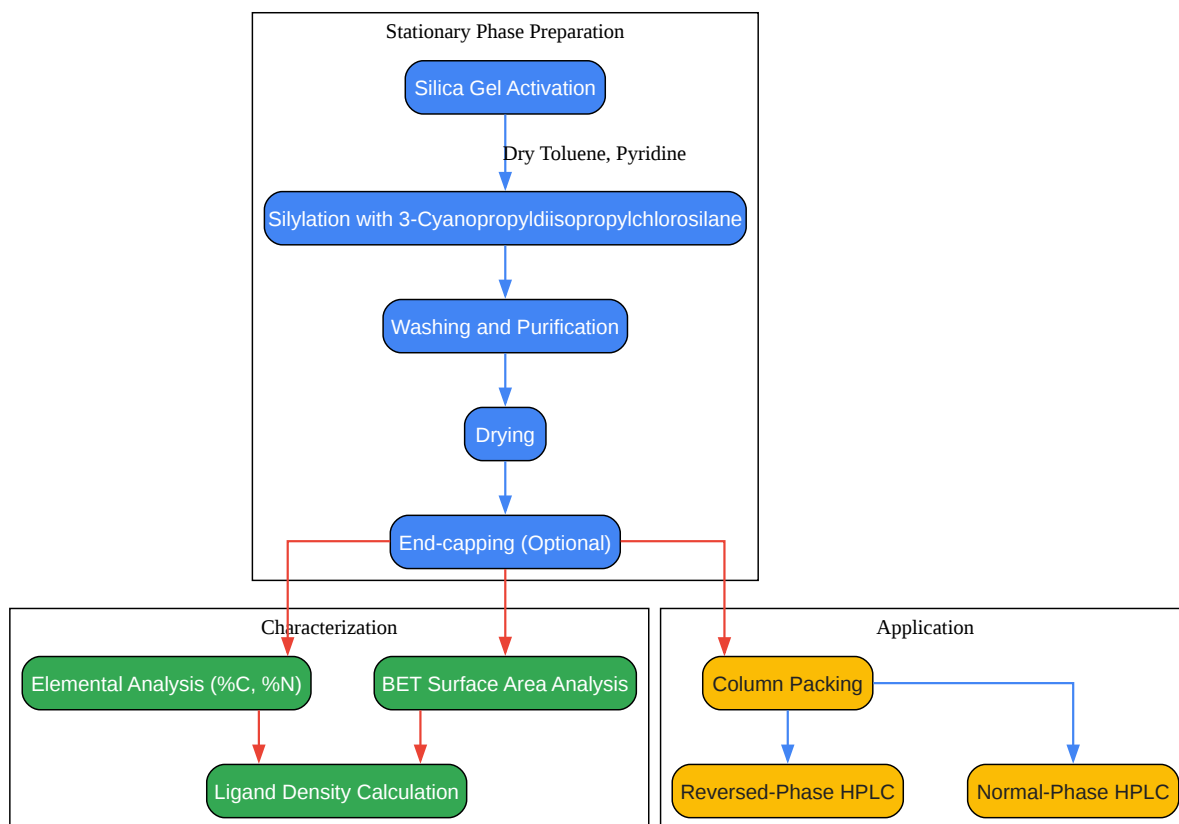 Stationary Phase Preparation
Silica Gel Activation
Dry Toluene, Pyridine
Silylation with 3-Cyanopropyldiisopropylchlorosilane
Washing and Purification
Drying
End-capping (Optional)
Characterization
Application
Elemental Analysis (%C, %N)
BET Surface Area Analysis
Column Packing
Ligand Density Calculation
Reversed-Phase HPLC
Normal-Phase HPLC